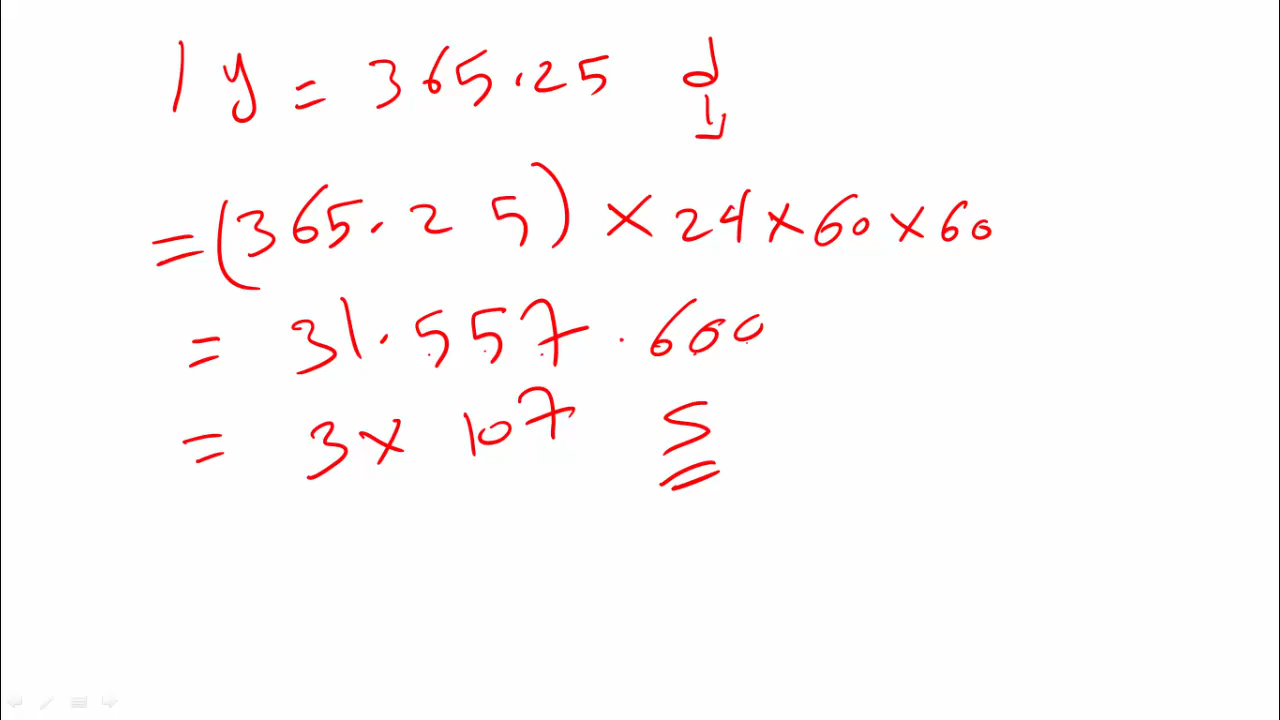 1 y = 365.25 d
= (365.25) × 24 × 60 × 60
= 31.557.600
= 3 × 10⁷ S